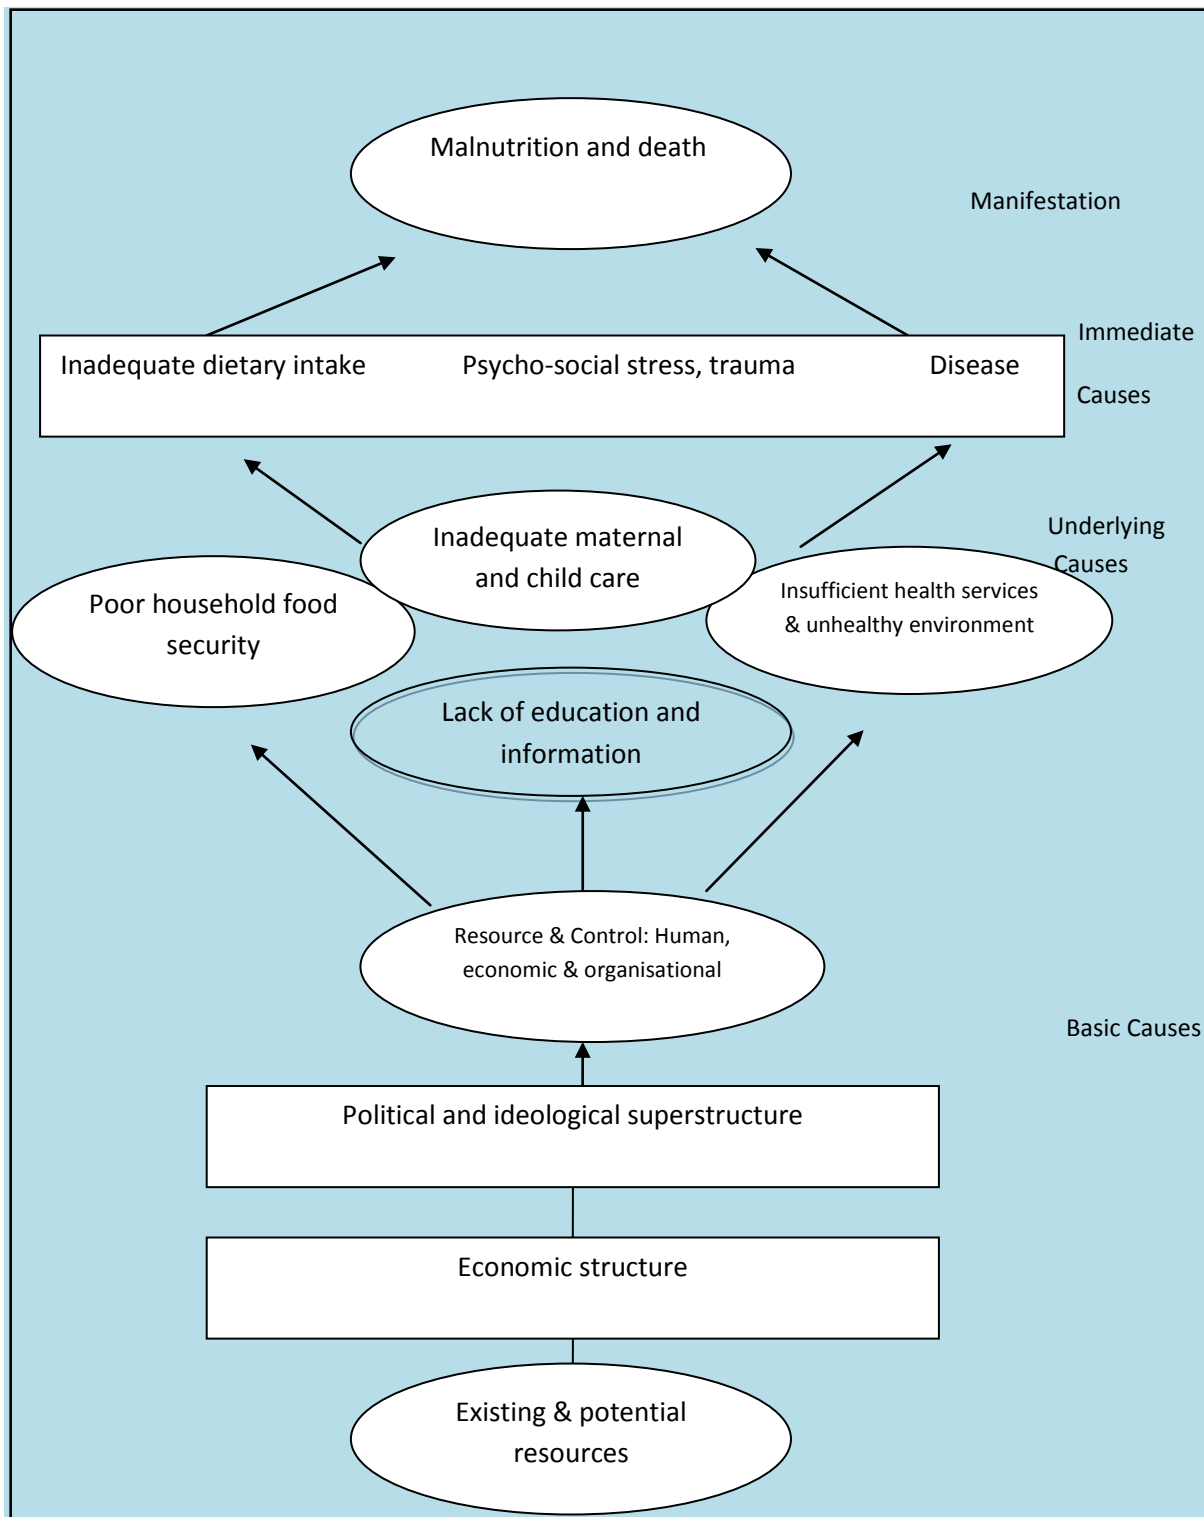 Malnutrition and death
Manifestation
Immediate
Inadequate dietary intake Psycho-social stress, trauma Disease
Causes
Underlying
Causes
Inadequate maternal
and child care
Poor household food
security
Insufficient health services
& unhealthy environment
Lack of education and
information
Resource & Control: Human,
economic & organisational
Basic Causes
Political and ideological superstructure
Economic structure
Existing & potential
resources